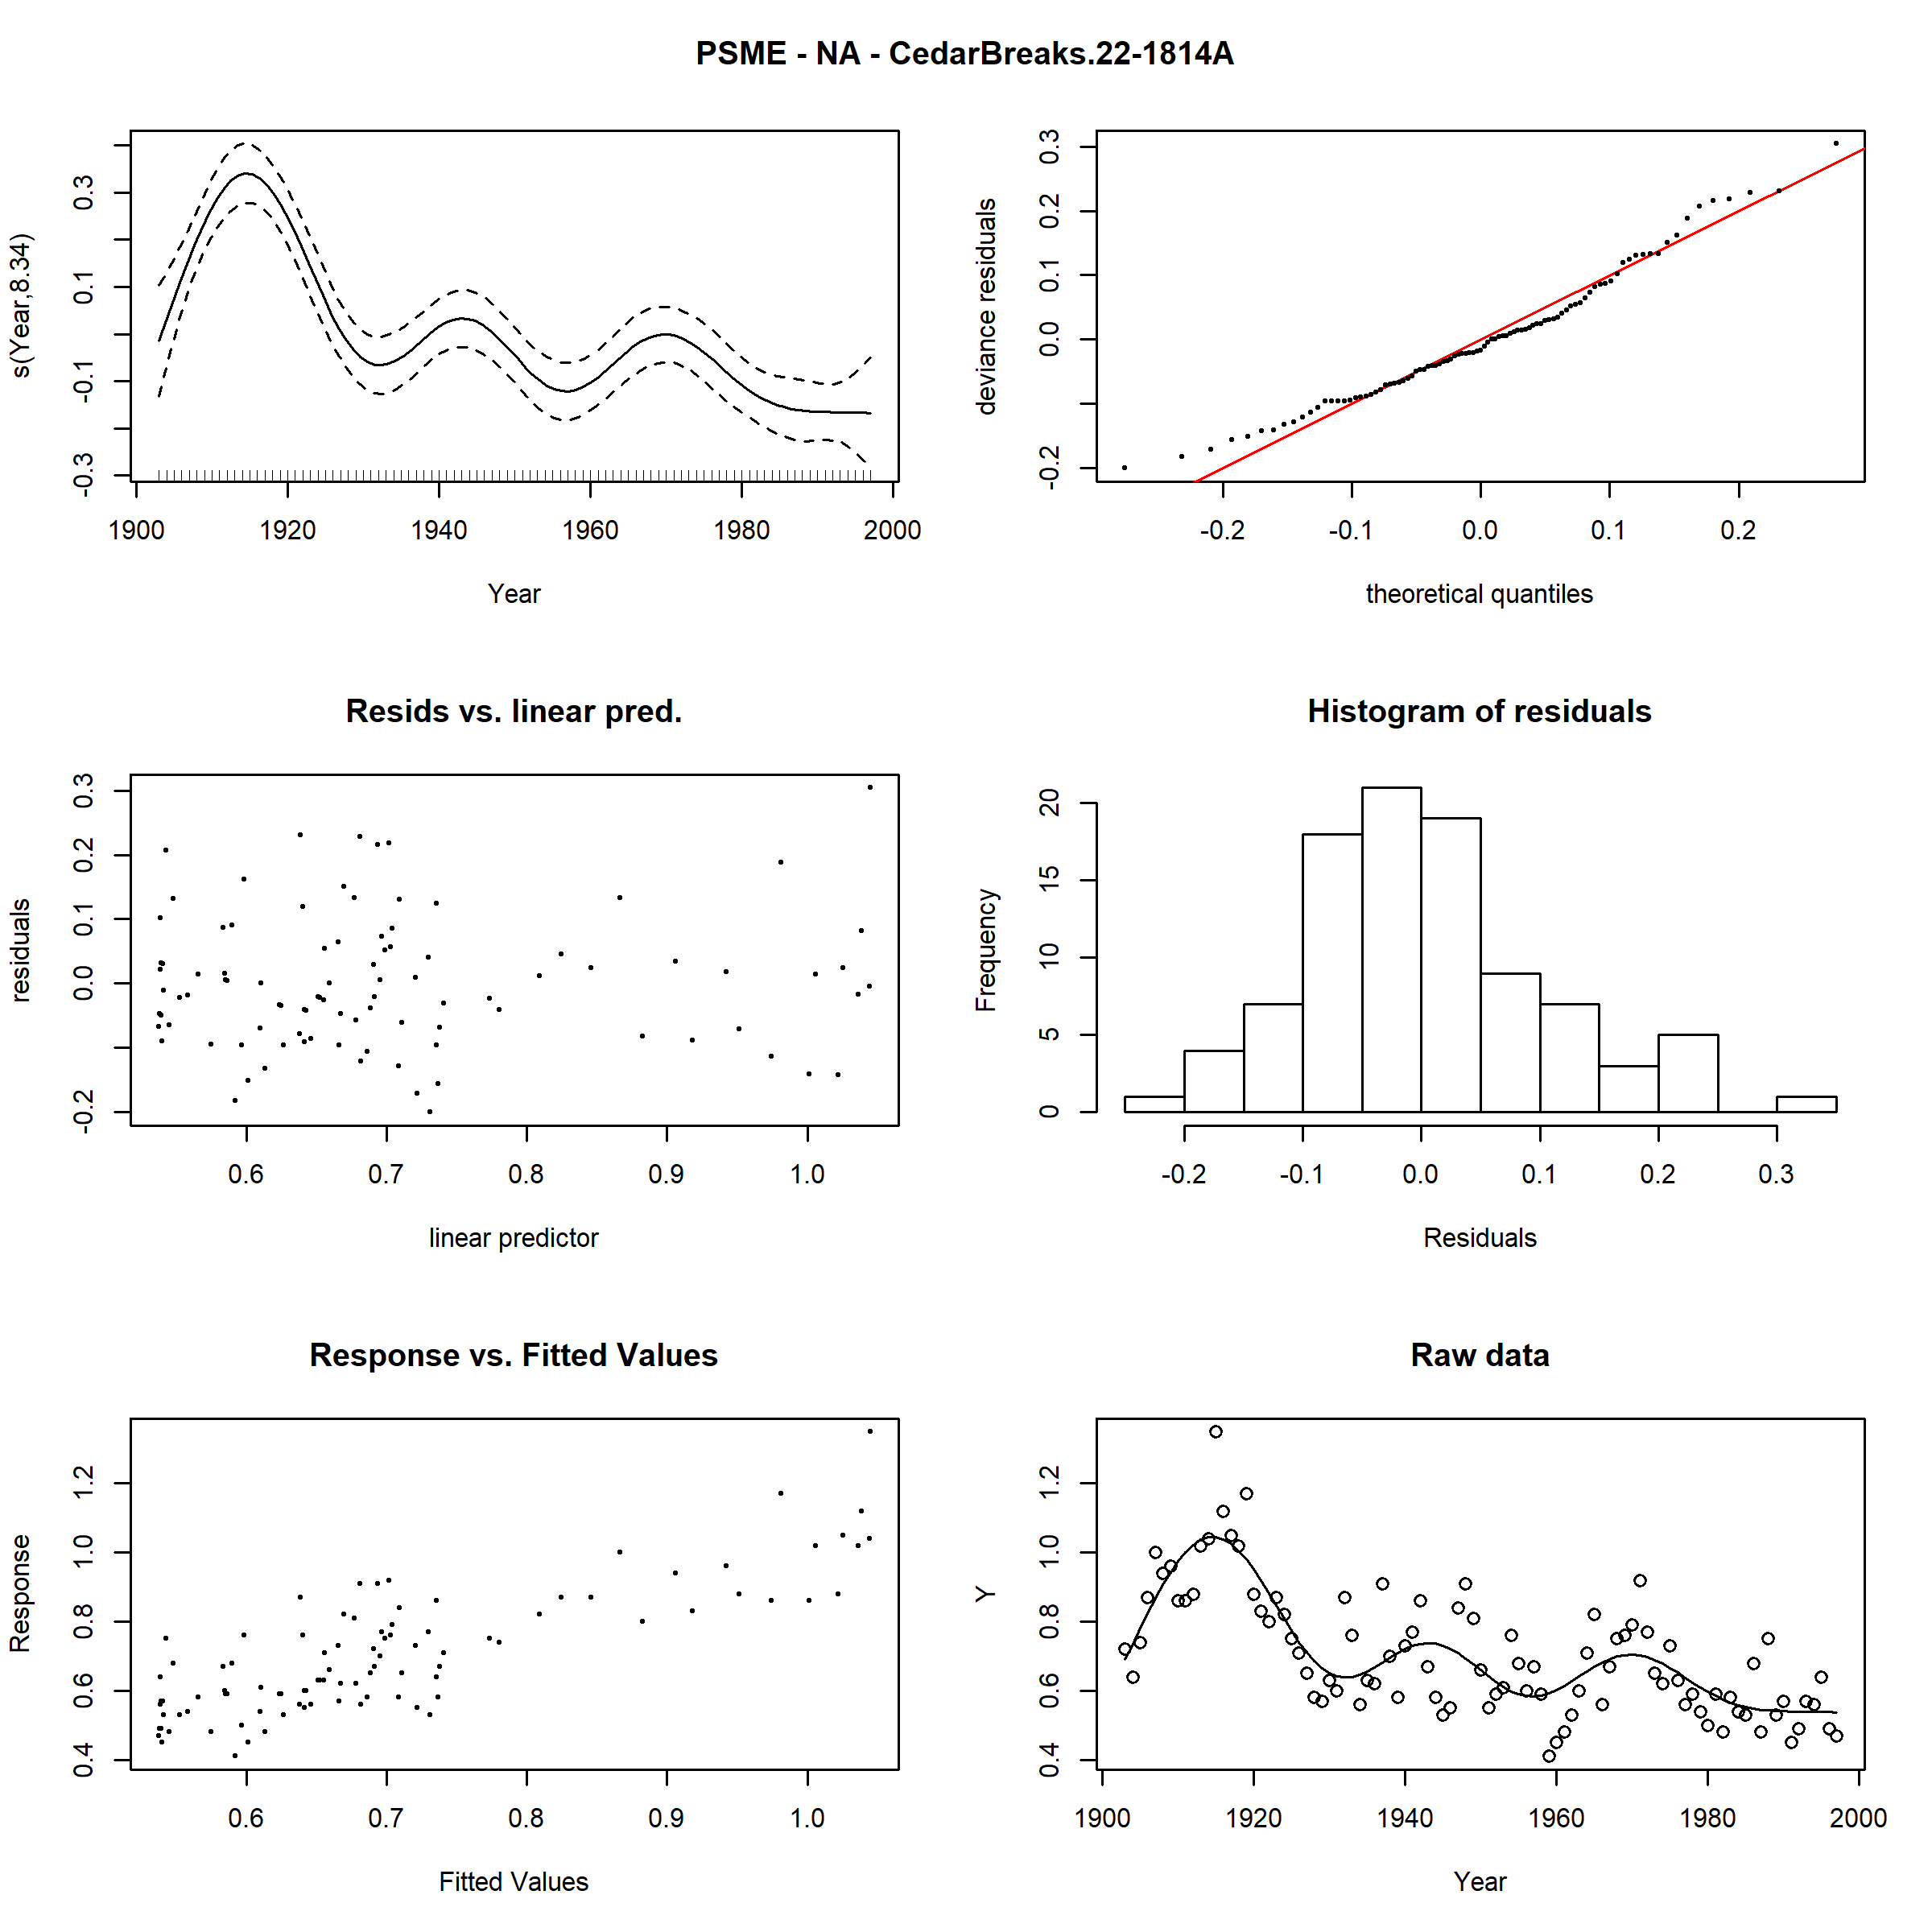 PSME - NA - CedarBreaks.22-1814A
s(Year,8.34)
0.3
0.1
-0.1
-0.3
1900 1920 1940 1960 1980 2000
Year
deviance residuals
0.3
0.2
0.1
0.0
-0.2
-0.2 -0.1 0.0 0.1 0.2
theoretical quantiles
Resids vs. linear pred.
residuals
0.3
0.2
0.1
0.0
-0.2
0.6 0.7 0.8 0.9 1.0
linear predictor
Histogram of residuals
Frequency
20
15
10
5
0
-0.2 -0.1 0.0 0.1 0.2 0.3
Residuals
Response vs. Fitted Values
Response
1.2
1.0
0.8
0.6
0.4
0.6 0.7 0.8 0.9 1.0
Fitted Values
Raw data
Y
1.2
1.0
0.8
0.6
0.4
1900 1920 1940 1960 1980 2000
Year